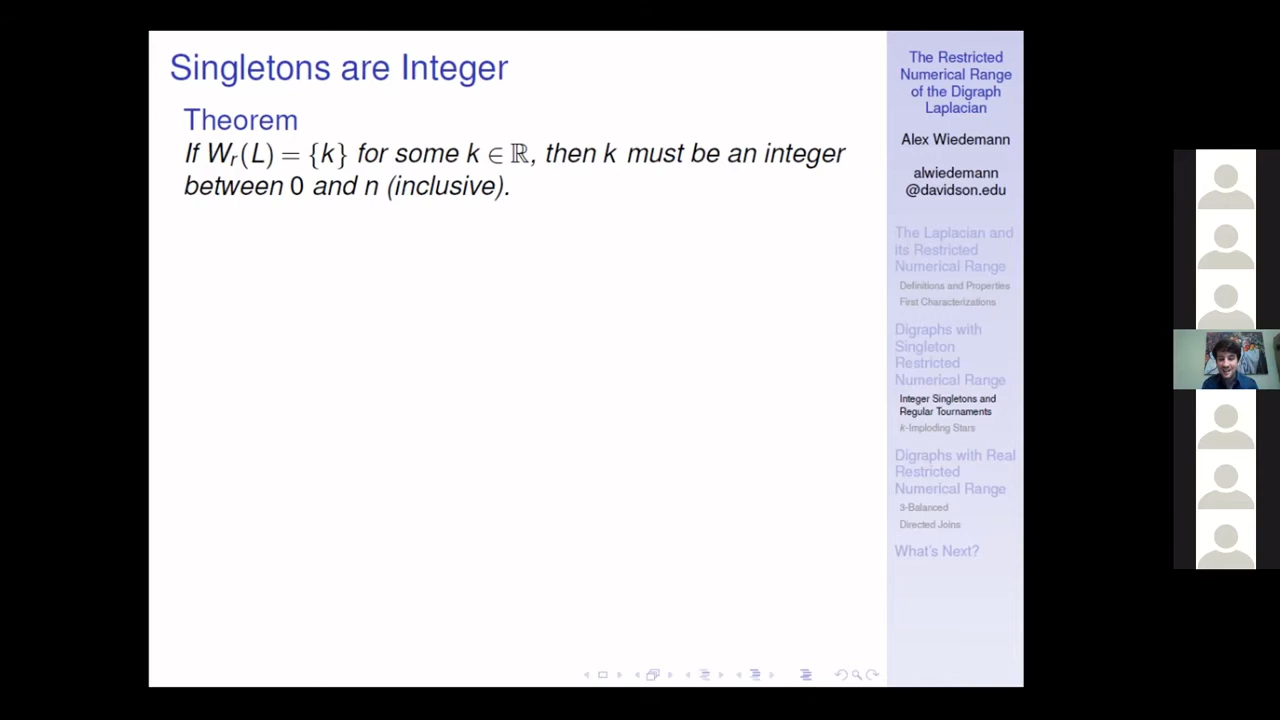 Singletons are Integer
Theorem
If Wᵣ(L) = {k} for some k ∈ ℝ, then k must be an integer
between 0 and n (inclusive).
The Restricted
Numerical Range
of the Digraph
Laplacian
Alex Wiedemann
alwiedemann
@davidson.edu
The Laplacian and
its Restricted
Numerical Range
Definitions and Properties
First Characterizations
Digraphs with
Singleton
Restricted
Numerical Range
Integer Singletons and
Regular Tournaments
k-Imploding Stars
Digraphs with Real
Restricted
Numerical Range
3-Balanced
Directed Joins
What's Next?